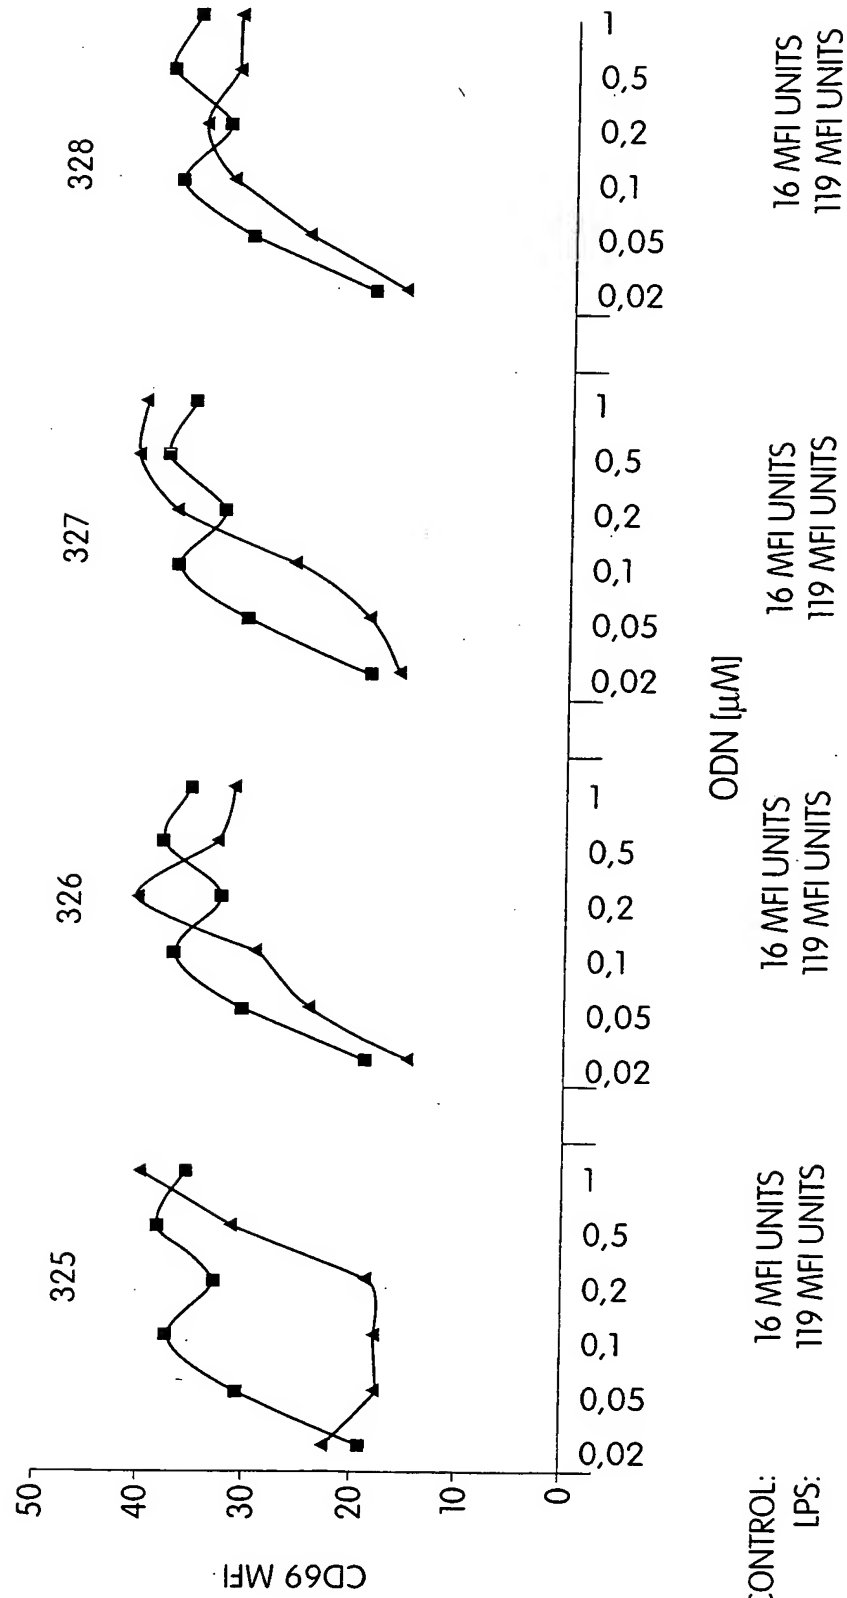 325 326 327 328
50
40
30
20
10
0
CD69 MFI
0,02 0,05 0,1 0,2 0,5 1 0,02 0,05 0,1 0,2 0,5 1 0,02 0,05 0,1 0,2 0,5 1 0,02 0,05 0,1 0,2 0,5 1
ODN [µM]
CONTROL: 16 MFI UNITS 16 MFI UNITS 16 MFI UNITS 16 MFI UNITS
LPS: 119 MFI UNITS 119 MFI UNITS 119 MFI UNITS 119 MFI UNITS